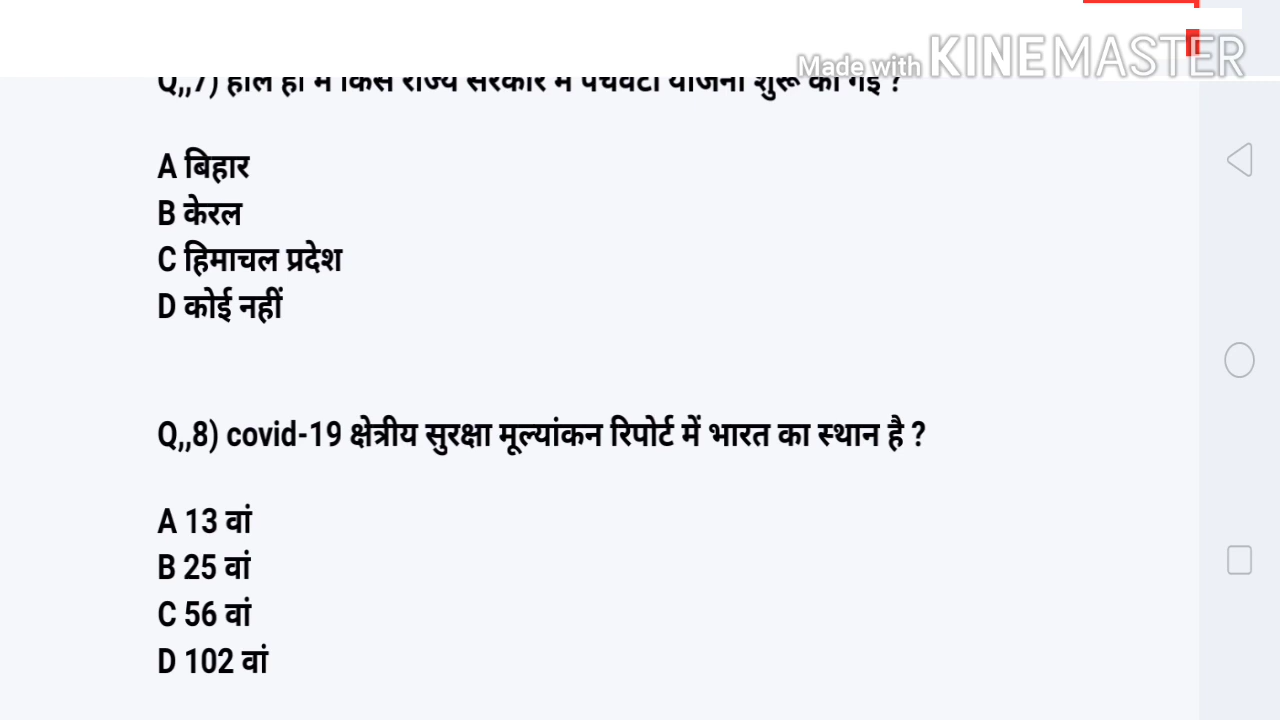 Made with KINEMASTER
Q,,7) हाल ही में किस राज्य सरकार में पंचवटी योजना शुरू की गई ?
A बिहार
B केरल
C हिमाचल प्रदेश
D कोई नहीं
Q,,8) covid-19 क्षेत्रीय सुरक्षा मूल्यांकन रिपोर्ट में भारत का स्थान है ?
A 13 वां
B 25 वां
C 56 वां
D 102 वां